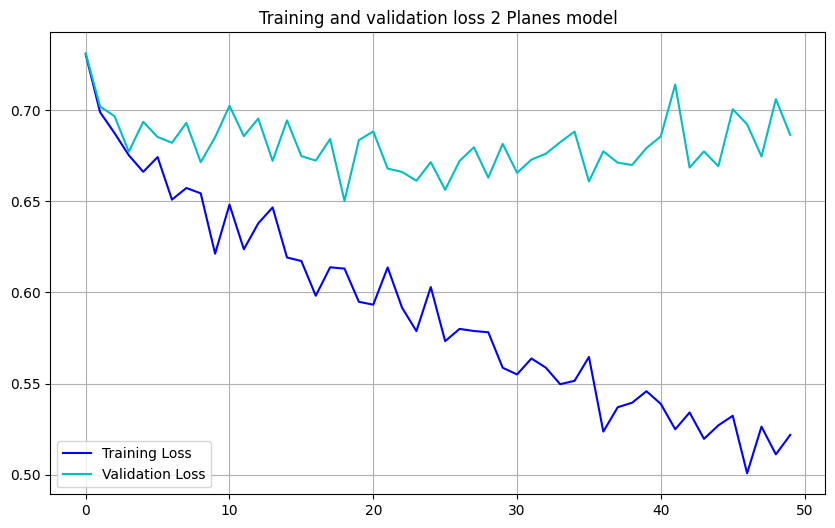 Training and validation loss 2 Planes model
0.70
0.65
0.60
0.55
0.50
Training Loss
Validation Loss
0 10 20 30 40 50